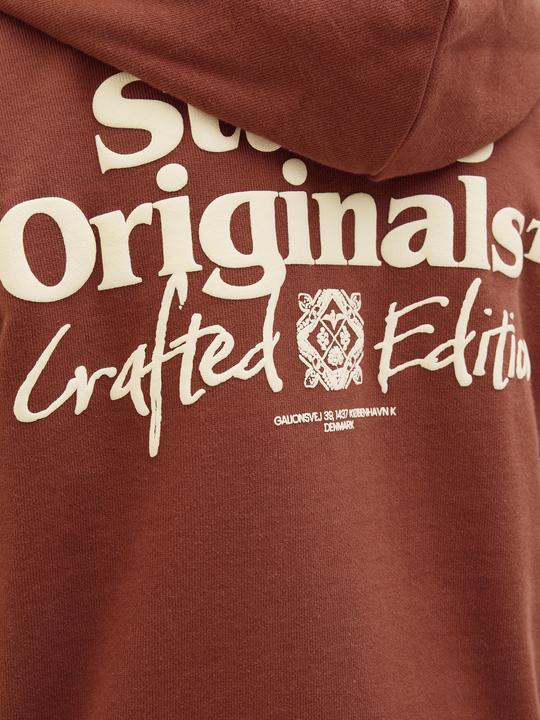 Originals
Crafted Edition
GALIONSVEJ 39, 1437 KØBENHAVN K
DENMARK